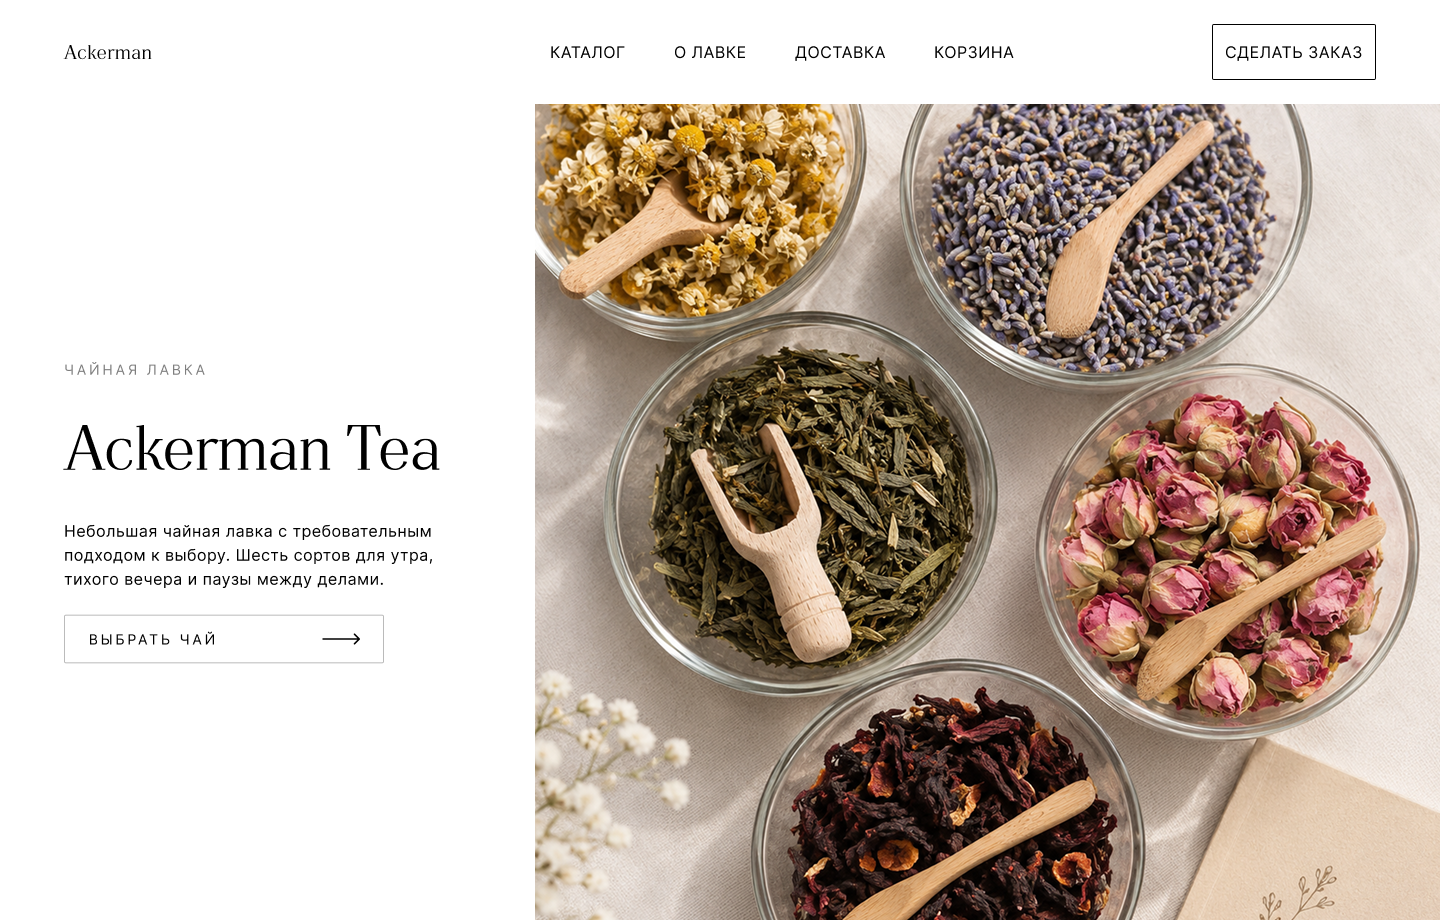 Ackerman
КАТАЛОГ
О ЛАВКЕ
ДОСТАВКА
КОРЗИНА
СДЕЛАТЬ ЗАКАЗ
ЧАЙНАЯ ЛАВКА
Ackerman Tea
Небольшая чайная лавка с требовательным
подходом к выбору. Шесть сортов для утра,
тихого вечера и паузы между делами.
ВЫБРАТЬ ЧАЙ